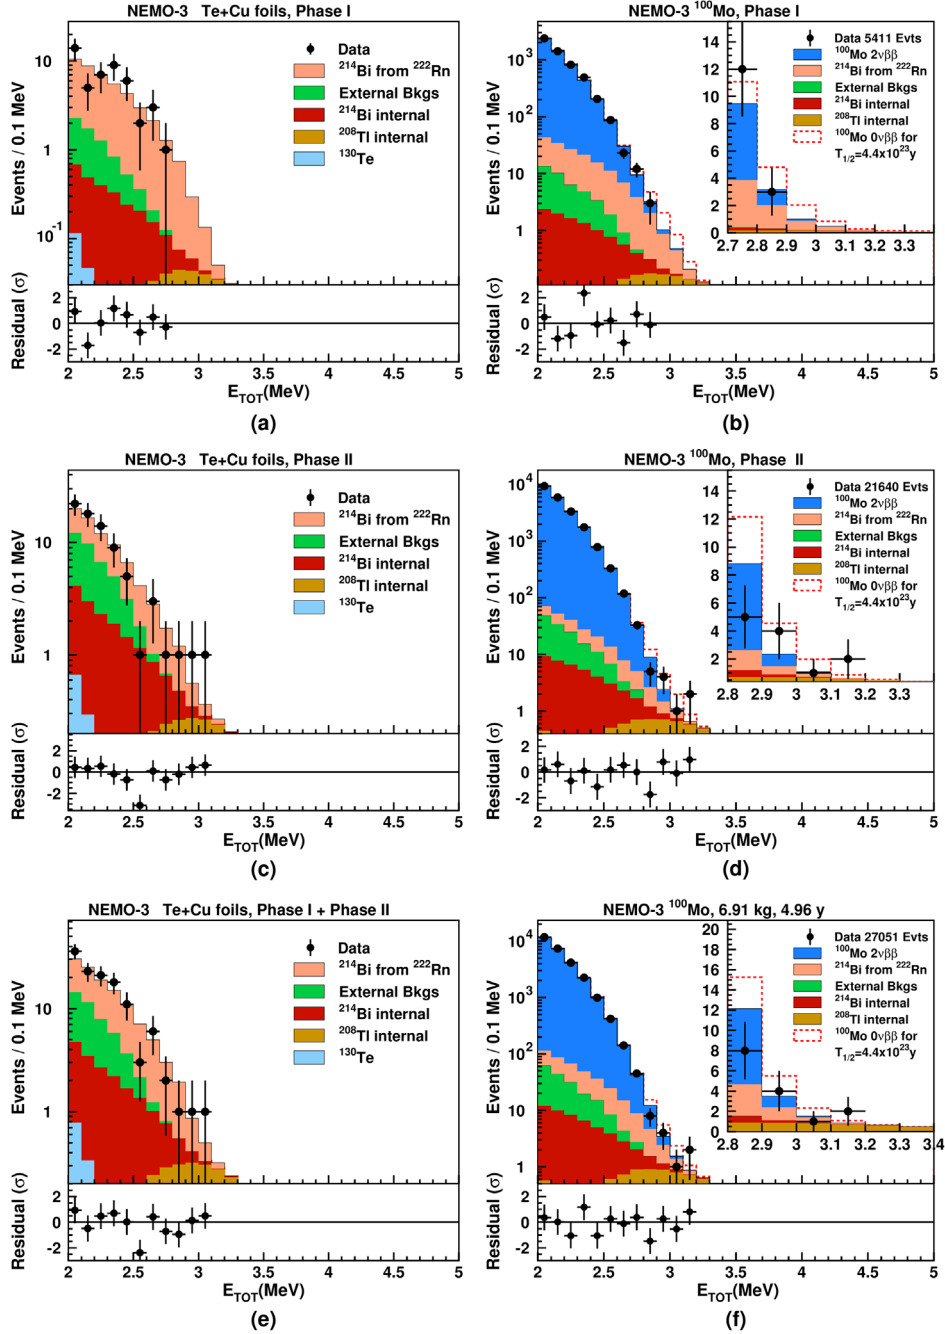 NEMO-3 Te+Cu foils, Phase I
Events / 0.1 MeV
10
1
10⁻¹
Data
²¹⁴Bi from ²²²Rn
External Bkgs
²¹⁴Bi internal
²⁰⁸Tl internal
¹³⁰Te
Residual (σ)
2
0
-2
2 2.5 3 3.5 4 4.5 5
E_TOT(MeV)
(a)
NEMO-3 ¹⁰⁰Mo, Phase I
Events / 0.1 MeV
10³
10²
10
1
14
12
10
8
6
4
2
0
2.7 2.8 2.9 3 3.1 3.2 3.3
Data 5411 Evts
¹⁰⁰Mo 2νββ
²¹⁴Bi from ²²²Rn
External Bkgs
²¹⁴Bi internal
²⁰⁸Tl internal
¹⁰⁰Mo 0νββ for
T₁/₂=4.4x10²³y
Residual (σ)
2
0
-2
2 2.5 3 3.5 4 4.5 5
E_TOT(MeV)
(b)
NEMO-3 Te+Cu foils, Phase II
Events / 0.1 MeV
10
1
Data
²¹⁴Bi from ²²²Rn
External Bkgs
²¹⁴Bi internal
²⁰⁸Tl internal
¹³⁰Te
Residual (σ)
2
0
-2
2 2.5 3 3.5 4 4.5 5
E_TOT(MeV)
(c)
NEMO-3 ¹⁰⁰Mo, Phase II
Events / 0.1 MeV
10⁴
10³
10²
10
1
14
12
10
8
6
4
2
2.8 2.9 3 3.1 3.2 3.3
Data 21640 Evts
¹⁰⁰Mo 2νββ
²¹⁴Bi from ²²²Rn
External Bkgs
²¹⁴Bi internal
²⁰⁸Tl internal
¹⁰⁰Mo 0νββ for
T₁/₂=4.4x10²³y
Residual (σ)
2
0
-2
2 2.5 3 3.5 4 4.5 5
E_TOT(MeV)
(d)
NEMO-3 Te+Cu foils, Phase I + Phase II
Events / 0.1 MeV
10
1
Data
²¹⁴Bi from ²²²Rn
External Bkgs
²¹⁴Bi internal
²⁰⁸Tl internal
¹³⁰Te
Residual (σ)
2
0
-2
2 2.5 3 3.5 4 4.5 5
E_TOT(MeV)
(e)
NEMO-3 ¹⁰⁰Mo, 6.91 kg, 4.96 y
Events / 0.1 MeV
10⁴
10³
10²
10
1
20
18
16
14
12
10
8
6
4
2
0
2.8 2.9 3 3.1 3.2 3.3 3.4
Data 27051 Evts
¹⁰⁰Mo 2νββ
²¹⁴Bi from ²²²Rn
External Bkgs
²¹⁴Bi internal
²⁰⁸Tl internal
¹⁰⁰Mo 0νββ for
T₁/₂=4.4x10²³y
Residual (σ)
2
0
-2
2 2.5 3 3.5 4 4.5 5
E_TOT(MeV)
(f)